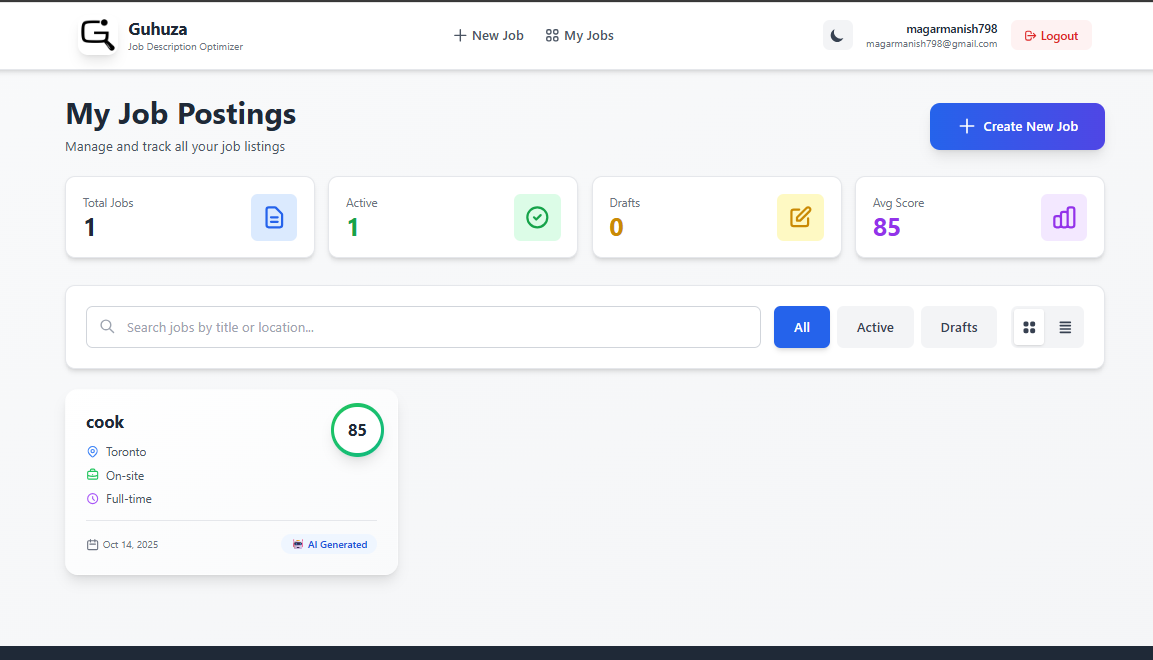 Guhuza
Job Description Optimizer
New Job
My Jobs
magarmanish798
magarmanish798@gmail.com
Logout
My Job Postings
Manage and track all your job listings
Create New Job
Total Jobs
1
Active
1
Drafts
0
Avg Score
85
Search jobs by title or location...
All
Active
Drafts
cook
85
Toronto
On-site
Full-time
Oct 14, 2025
AI Generated